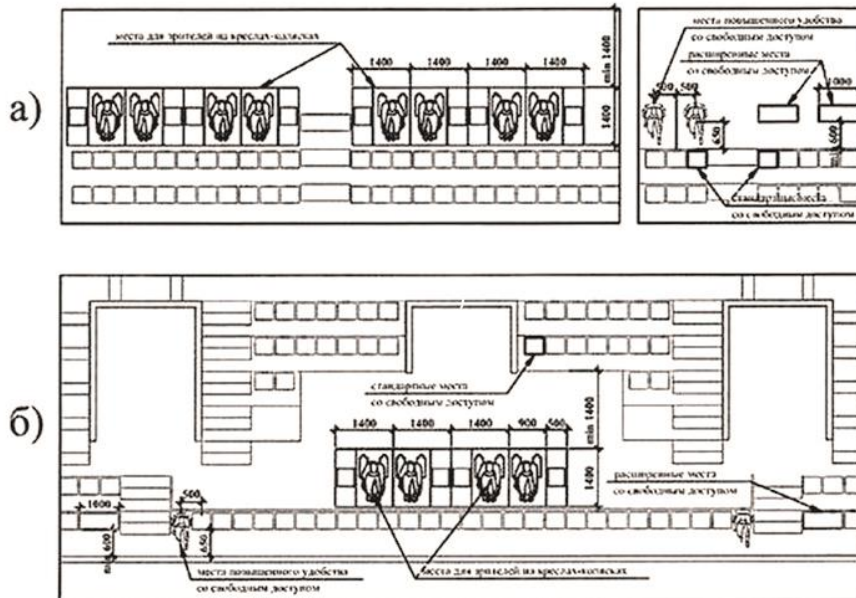 а)
места для зрителей на креслах-колясках
1400 1400 1400 1400
min 1400
1400
места повышенного удобства
со свободным доступом
расширенные места
со свободным доступом
500 500
1000
650
min 600
стандартные места
со свободным доступом
б)
стандартные места
со свободным доступом
min 1400
1400 1400 1400 900 500
1400
расширенные места
со свободным доступом
1000
500
min 600
650
места повышенного удобства
со свободным доступом
места для зрителей на креслах-колясках